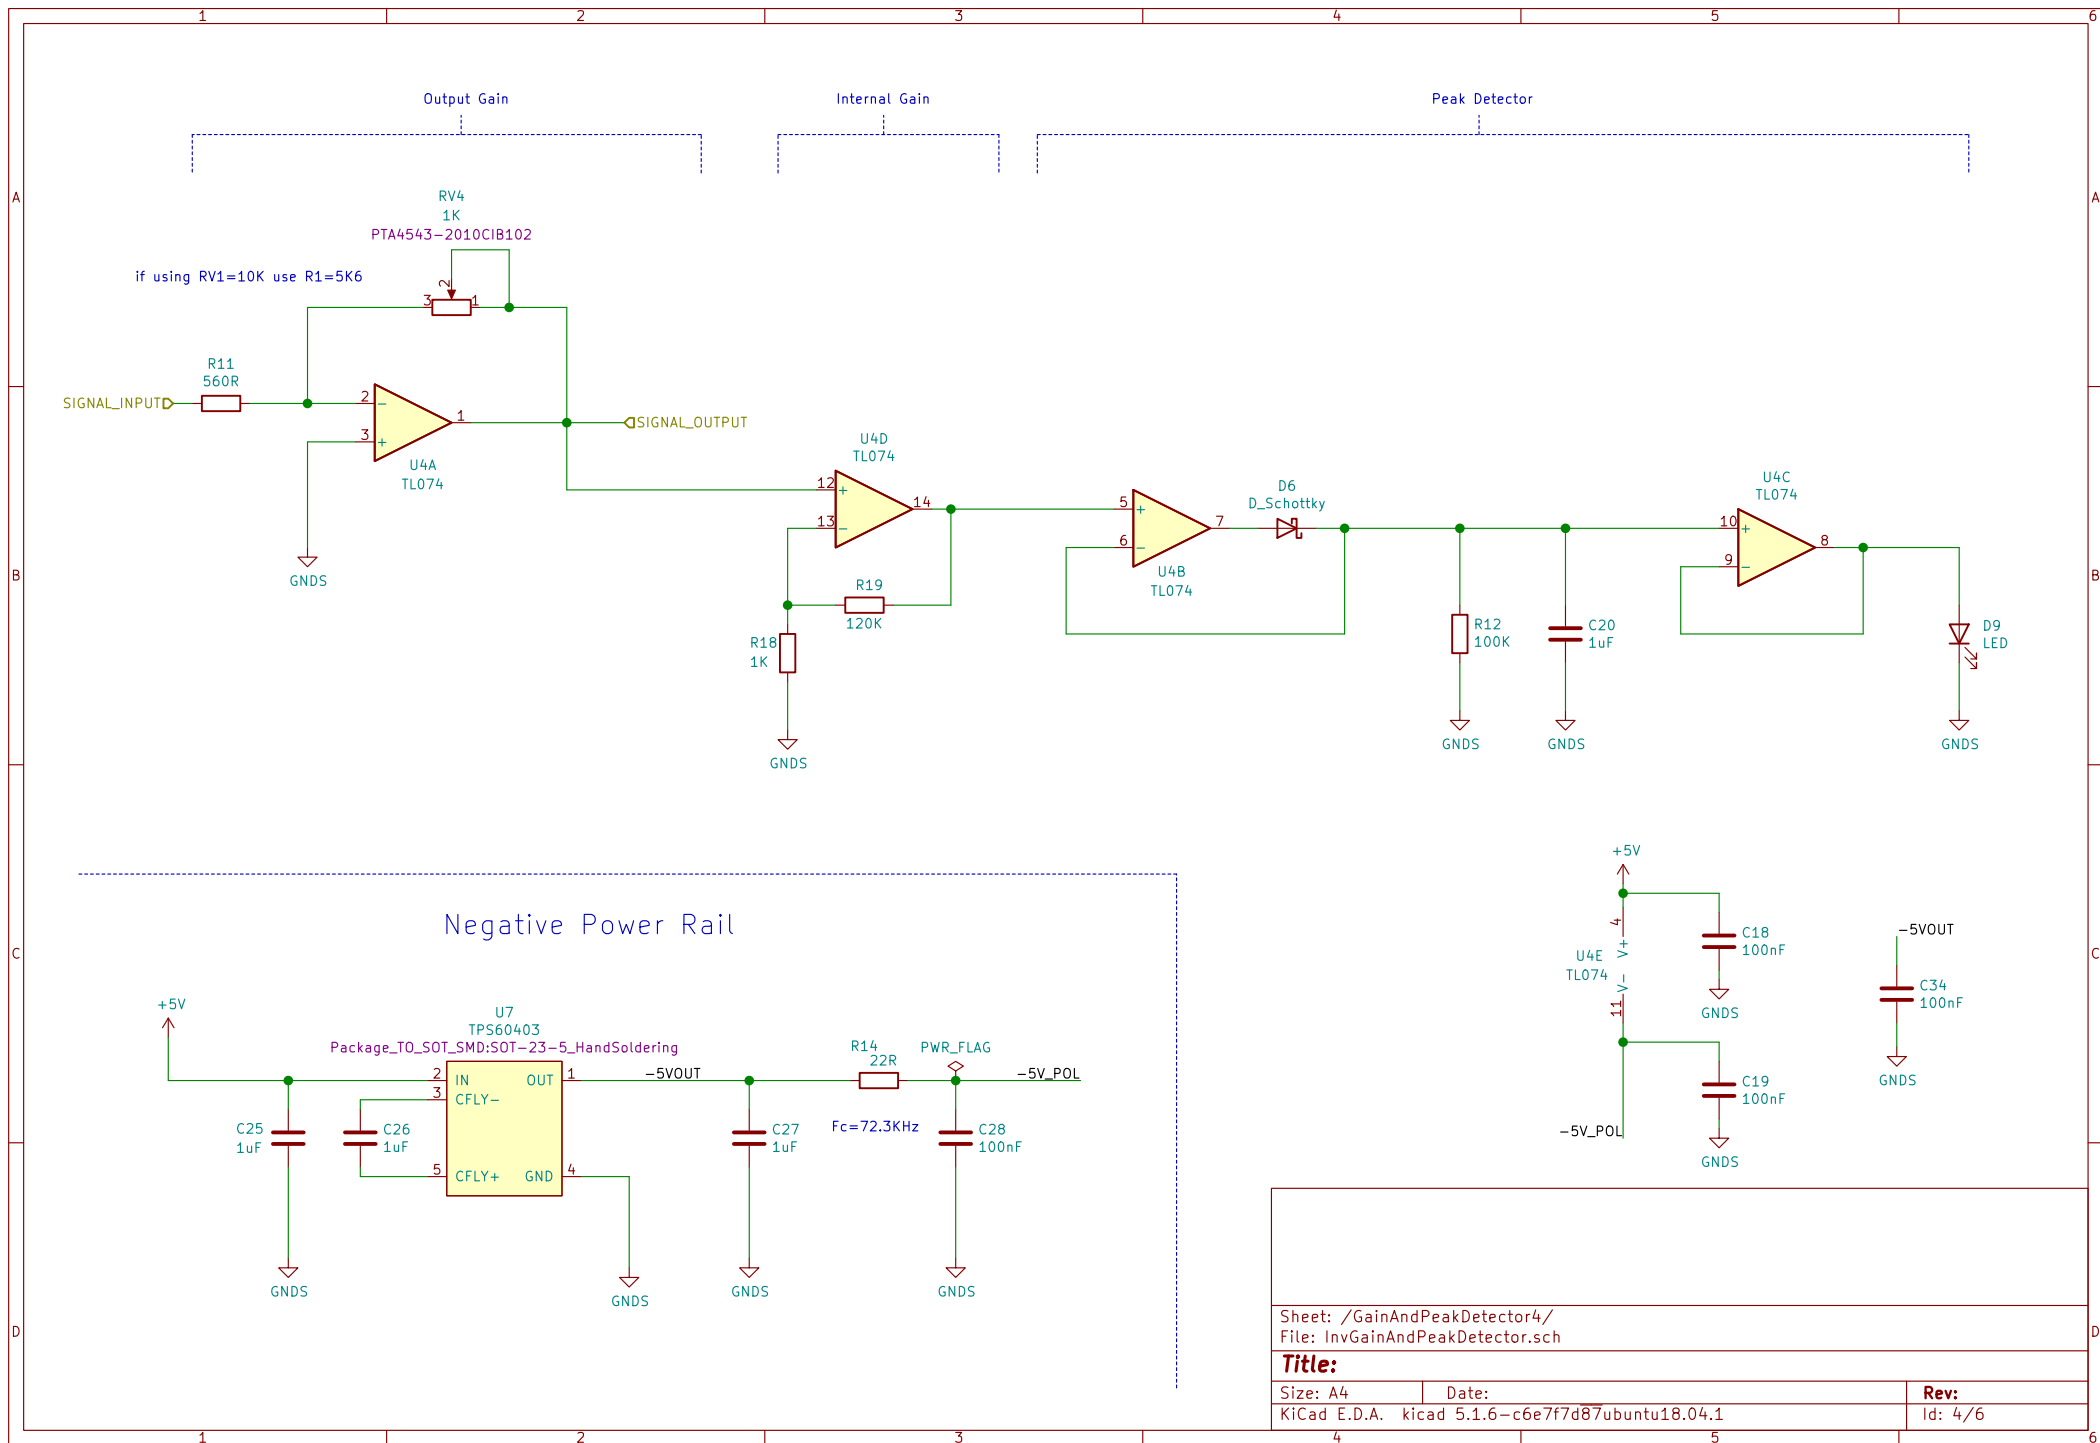 1 2 3 4 5 6
Output Gain
Internal Gain
Peak Detector
A A
RV4
1K
PTA4543-2010CIB102
if using RV1=10K use R1=5K6
2
3 1
R11
560R
SIGNAL_INPUT
2 −
3 +
1
SIGNAL_OUTPUT
U4A
TL074
GNDS
U4D
TL074
12 +
13 −
14
R19
120K
R18
1K
GNDS
5 +
6 −
7
U4B
TL074
D6
D_Schottky
R12
100K
GNDS
C20
1uF
GNDS
U4C
TL074
10 +
9 −
8
D9
LED
GNDS
B B
Negative Power Rail
+5V
U7
TPS60403
Package_TO_SOT_SMD:SOT-23-5_HandSoldering
2 IN OUT 1
3 CFLY-
5 CFLY+ GND 4
C25
1uF
GNDS
C26
1uF
GNDS
-5VOUT
C27
1uF
GNDS
R14
22R
Fc=72.3KHz
PWR_FLAG
-5V_POL
C28
100nF
GNDS
+5V
4
V+
U4E
TL074
V-
11
C18
100nF
GNDS
C19
100nF
GNDS
-5V_POL
-5VOUT
C34
100nF
GNDS
C C
D D
Sheet: /GainAndPeakDetector4/
File: InvGainAndPeakDetector.sch
Title:
Size: A4 Date: Rev:
KiCad E.D.A. kicad 5.1.6-c6e7f7d87ubuntu18.04.1 Id: 4/6
1 2 3 4 5 6